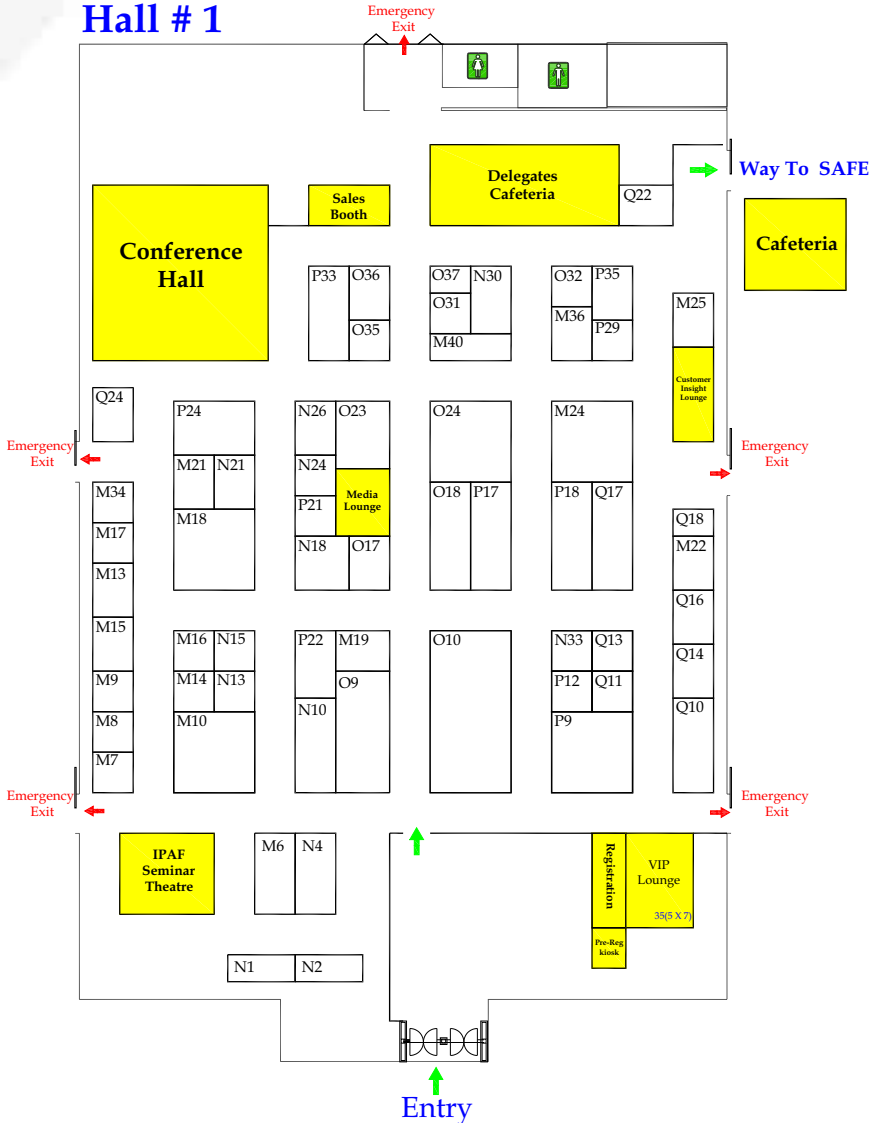 Hall # 1
Emergency
Exit
Way To SAFE
Delegates
Cafeteria
Q22
Sales
Booth
Conference
Hall
Cafeteria
P33
O36
O35
O37
N30
O31
M40
O32
P35
M36
P29
M25
Customer
Insight
Lounge
Q24
P24
N26
O23
O24
M24
Emergency
Exit
Emergency
Exit
M21
N21
N24
Media
Lounge
P21
M18
N18
O17
O18
P17
P18
Q17
M34
M17
M13
M15
M9
M8
M7
Q18
M22
Q16
Q14
Q10
M16
N15
M14
N13
M10
P22
M19
O9
N10
O10
N33
Q13
P12
Q11
P9
Emergency
Exit
Emergency
Exit
IPAF
Seminar
Theatre
M6
N4
Registration
VIP
Lounge
35(5 X 7)
Pre-Reg
kiosk
N1
N2
Entry